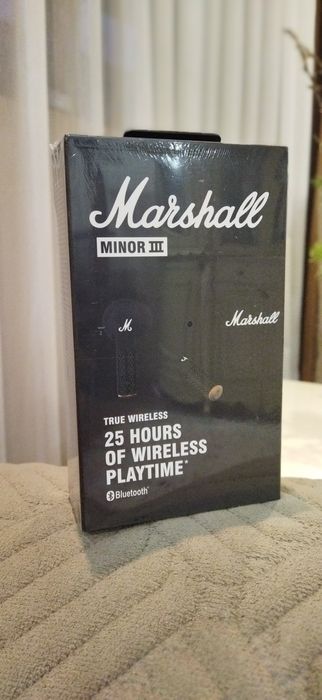 Marshall
MINOR III
M
Marshall
TRUE WIRELESS
25 HOURS
OF WIRELESS
PLAYTIME*
Bluetooth®